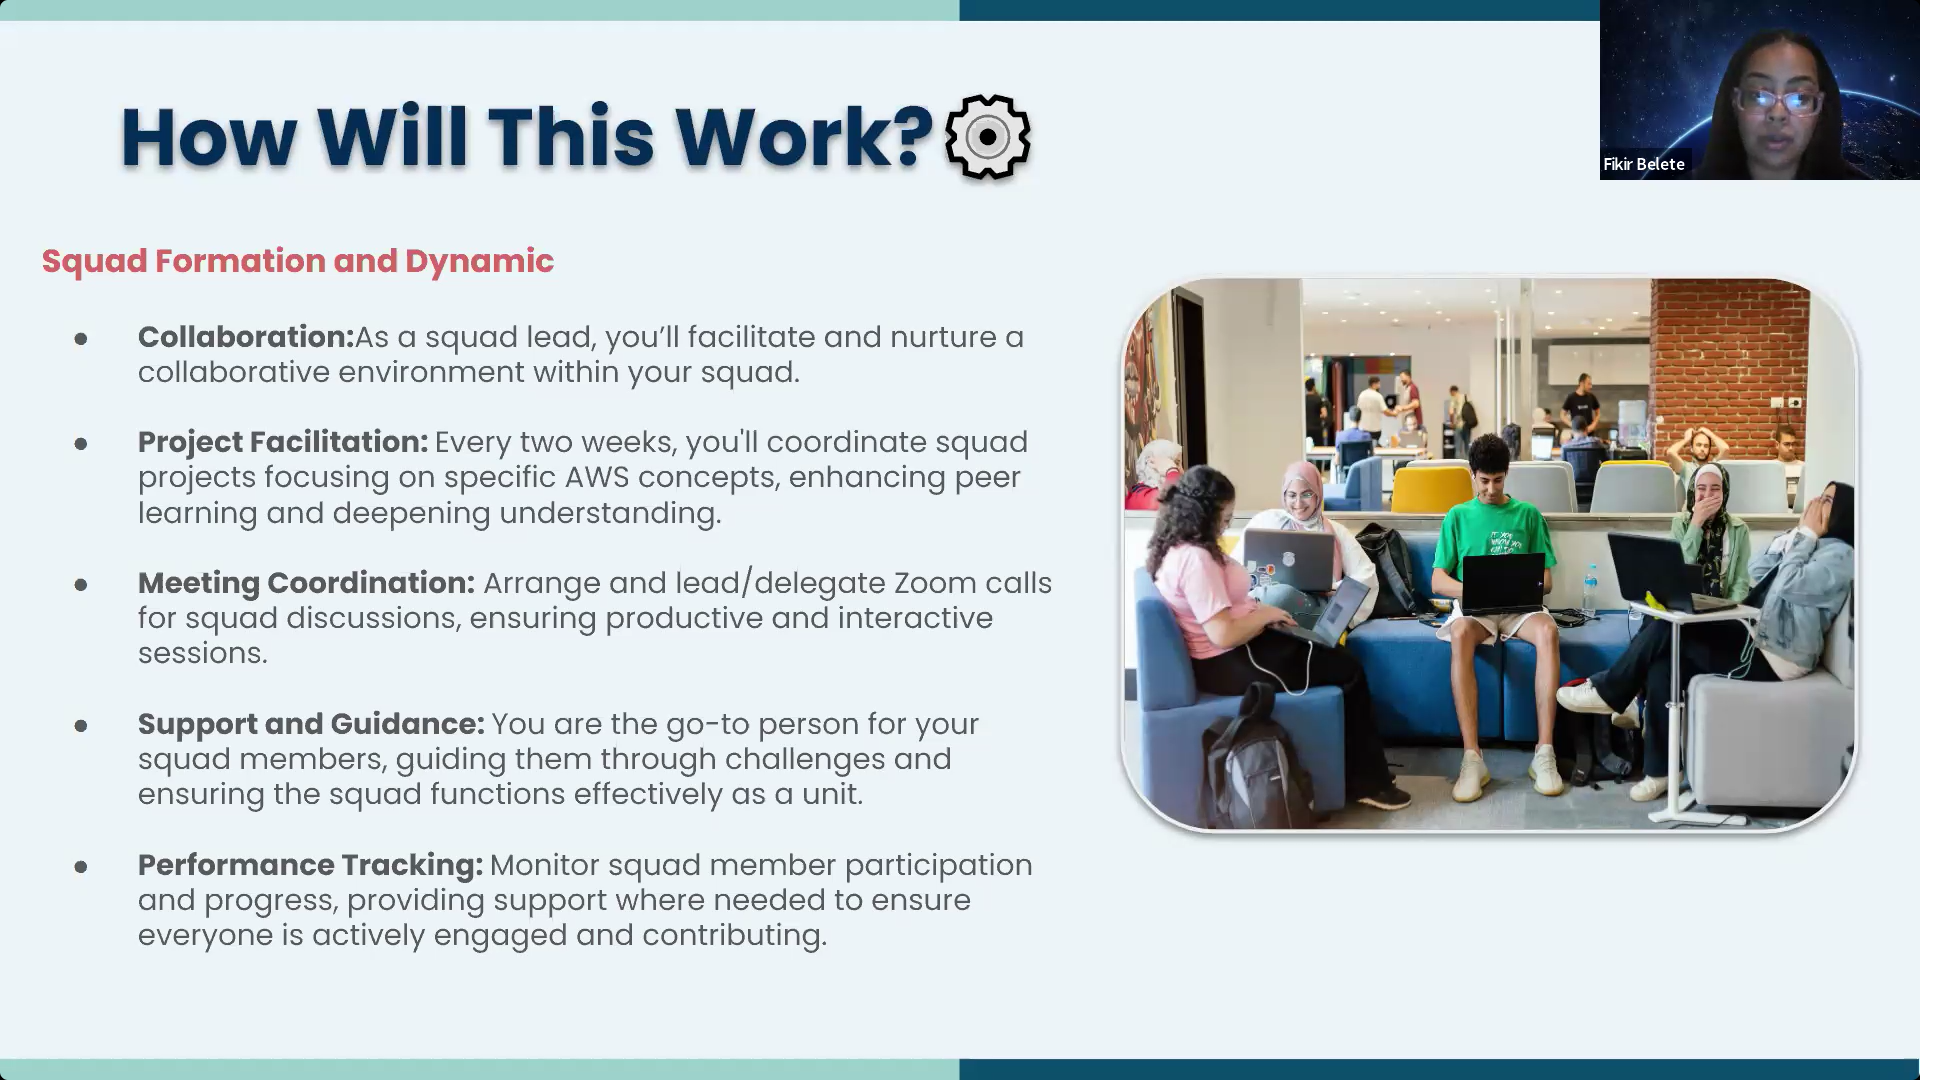 How Will This Work?
Fikir Belete
Squad Formation and Dynamic
● Collaboration:As a squad lead, you’ll facilitate and nurture a
collaborative environment within your squad.
● Project Facilitation: Every two weeks, you'll coordinate squad
projects focusing on specific AWS concepts, enhancing peer
learning and deepening understanding.
● Meeting Coordination: Arrange and lead/delegate Zoom calls
for squad discussions, ensuring productive and interactive
sessions.
● Support and Guidance: You are the go-to person for your
squad members, guiding them through challenges and
ensuring the squad functions effectively as a unit.
● Performance Tracking: Monitor squad member participation
and progress, providing support where needed to ensure
everyone is actively engaged and contributing.